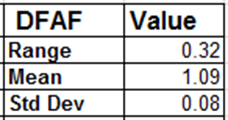 DFAF Value
Range 0.32
Mean 1.09
Std Dev 0.08